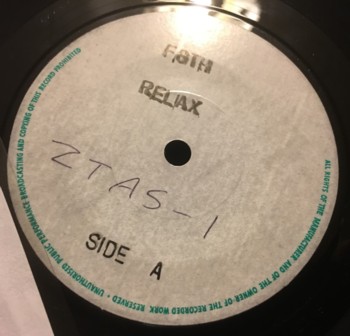 FGTH
RELAX
ZTAS-1
SIDE A
ALL RIGHTS OF THE MANUFACTURER AND OF THE OWNER OF THE RECORDED WORK RESERVED - UNAUTHORISED PUBLIC PERFORMANCE BROADCASTING AND COPYING OF THIS RECORD PROHIBITED